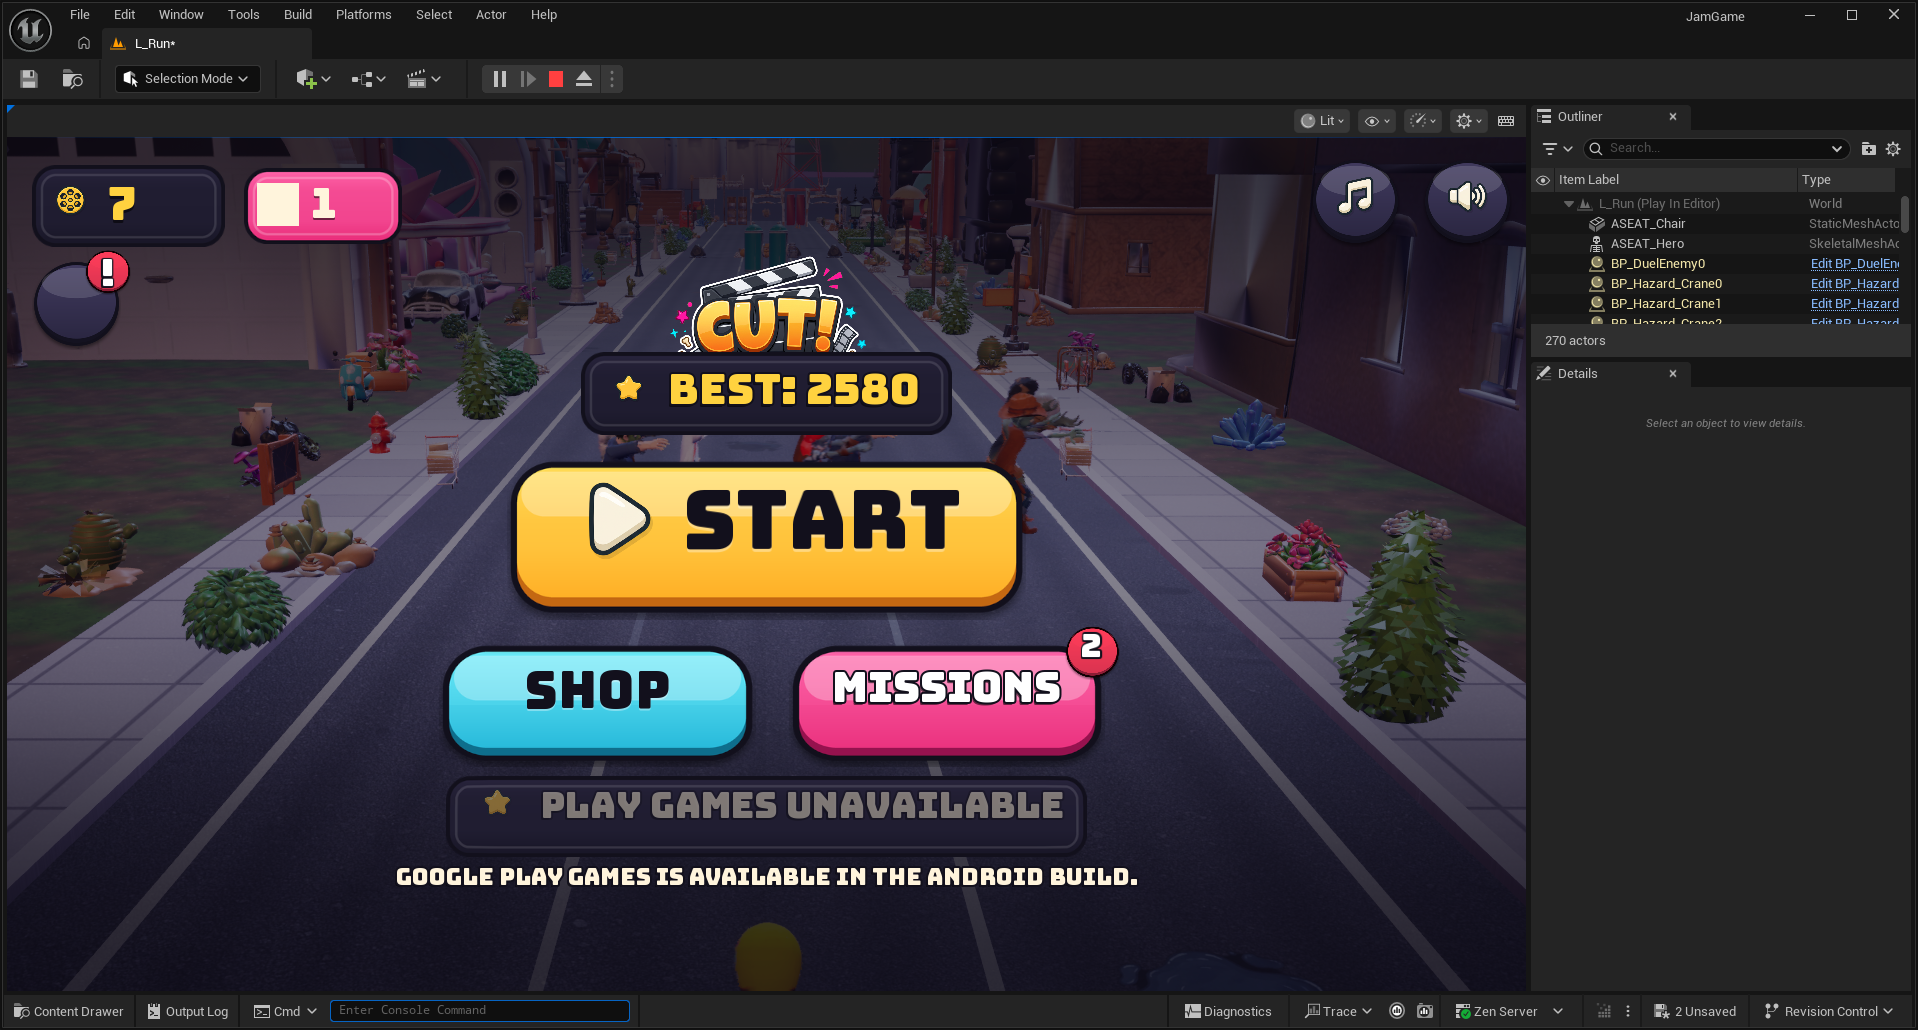 File Edit Window Tools Build Platforms Select Actor Help
JamGame
L_Run*
Selection Mode
Lit
Outliner
Search...
Item Label Type
L_Run (Play In Editor) World
ASEAT_Chair StaticMeshActo
ASEAT_Hero SkeletalMeshAc
BP_DuelEnemy0 Edit BP_DuelEn
BP_Hazard_Crane0 Edit BP_Hazard
BP_Hazard_Crane1 Edit BP_Hazard
BP_Hazard_Crane2 Edit BP_Hazard
270 actors
Details
Select an object to view details.
7
1
!
CUT!
BEST: 2580
START
SHOP
MISSIONS
2
PLAY GAMES UNAVAILABLE
GOOGLE PLAY GAMES IS AVAILABLE IN THE ANDROID BUILD.
Content Drawer Output Log Cmd Enter Console Command Diagnostics Trace Zen Server 2 Unsaved Revision Control